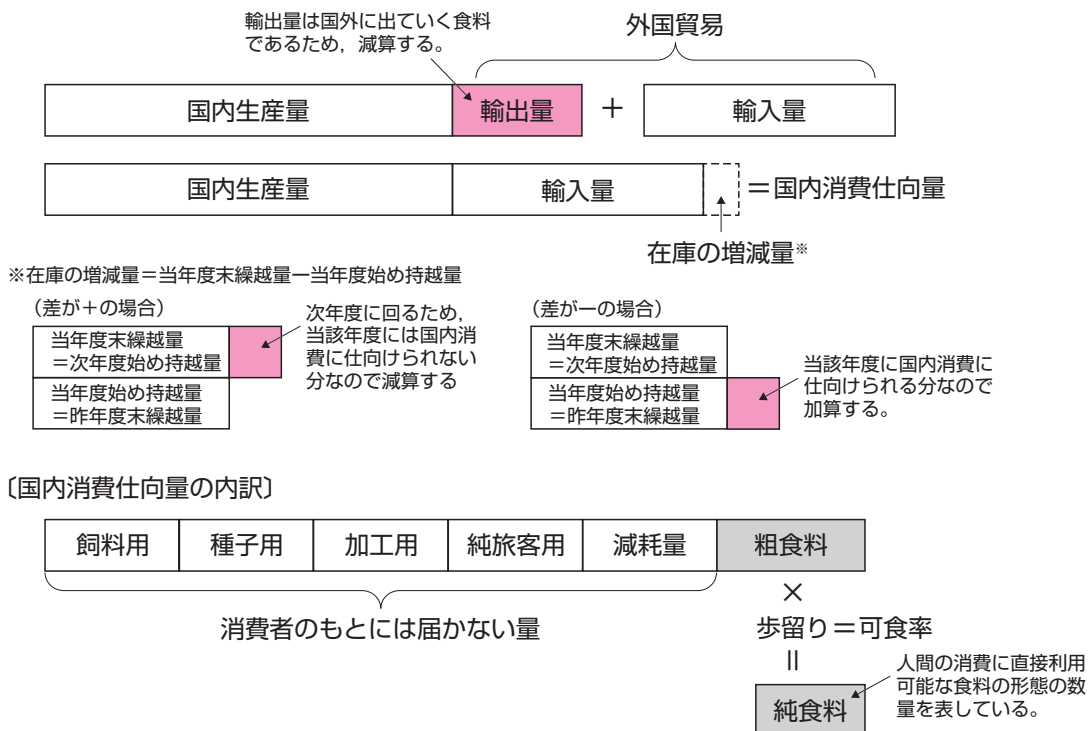 輸出量は国外に出ていく食料
であるため，減算する。
外国貿易
国内生産量
輸出量
＋
輸入量
国内生産量
輸入量
＝国内消費仕向量
在庫の増減量※
※在庫の増減量＝当年度末繰越量ー当年度始め持越量
（差が＋の場合）
当年度末繰越量
＝次年度始め持越量
当年度始め持越量
＝昨年度末繰越量
次年度に回るため，
当該年度には国内消
費に仕向けられない
分なので減算する
（差がーの場合）
当年度末繰越量
＝次年度始め持越量
当年度始め持越量
＝昨年度末繰越量
当該年度に国内消費に
仕向けられる分なので
加算する。
〔国内消費仕向量の内訳〕
飼料用
種子用
加工用
純旅客用
減耗量
粗食料
消費者のもとには届かない量
×
歩留り＝可食率
＝
純食料
人間の消費に直接利用
可能な食料の形態の数
量を表している。